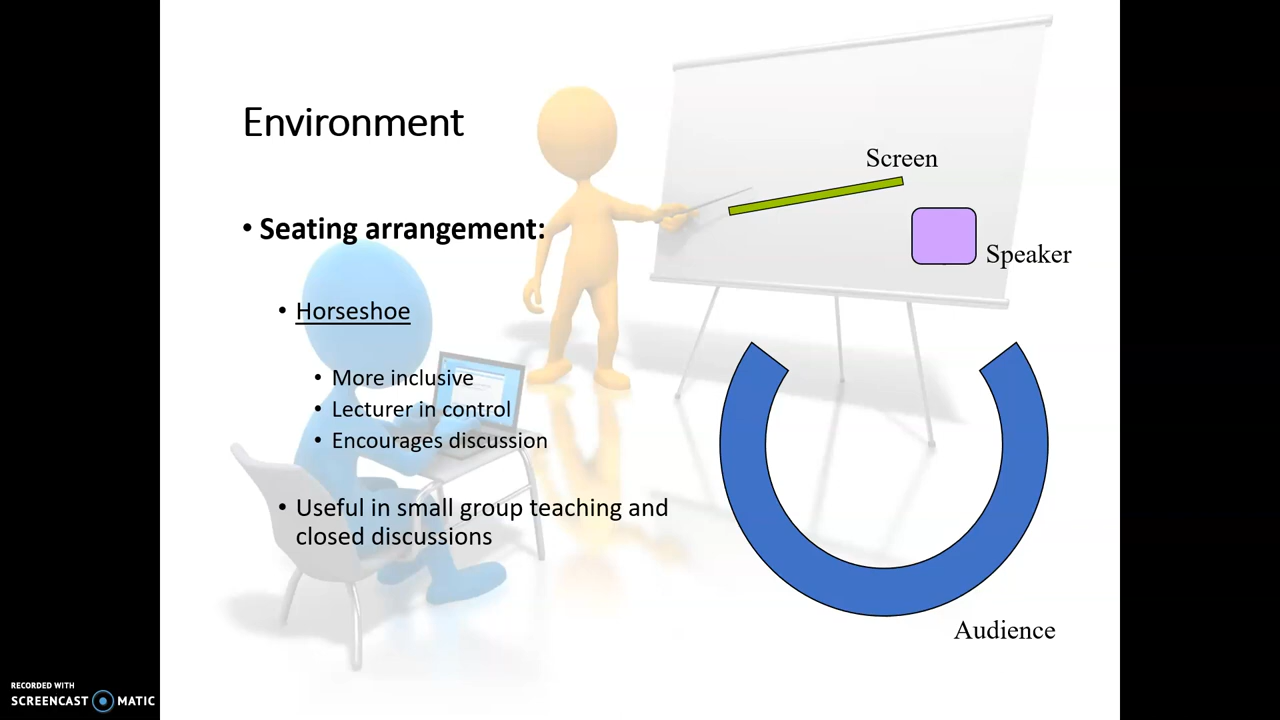 Environment
Screen
• Seating arrangement:
Speaker
• Horseshoe
• More inclusive
• Lecturer in control
• Encourages discussion
• Useful in small group teaching and
closed discussions
Audience
RECORDED WITH
SCREENCAST MATIC